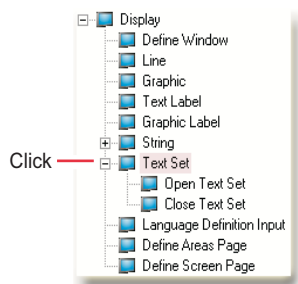 Display
Define Window
Line
Graphic
Text Label
Graphic Label
String
Click
Text Set
Open Text Set
Close Text Set
Language Definition Input
Define Areas Page
Define Screen Page